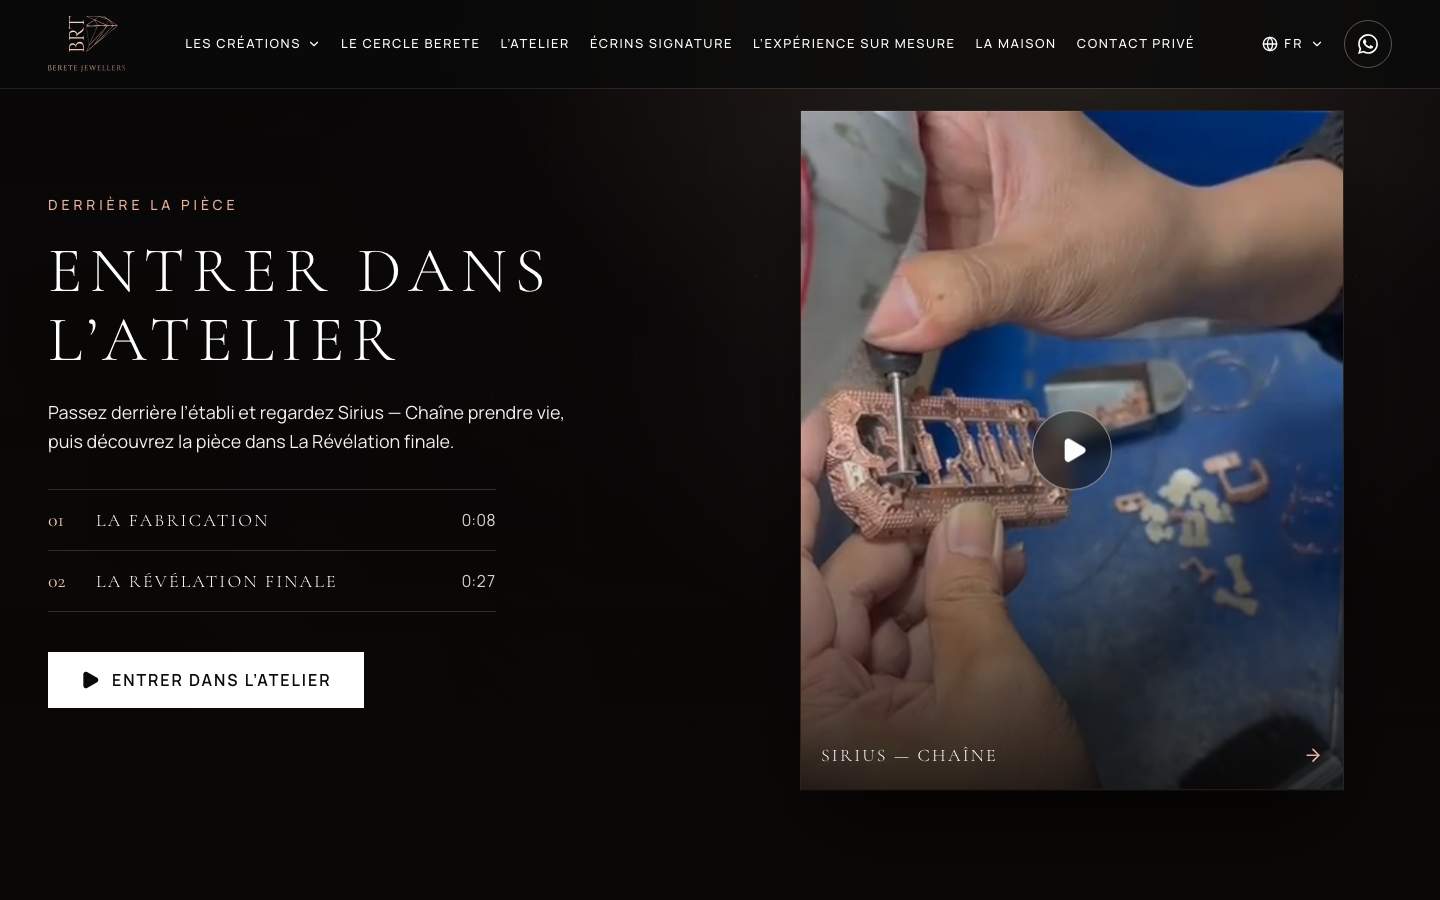 BRT
BERETE JEWELLERS
LES CRÉATIONS
LE CERCLE BERETE
L’ATELIER
ÉCRINS SIGNATURE
L’EXPÉRIENCE SUR MESURE
LA MAISON
CONTACT PRIVÉ
FR
DERRIÈRE LA PIÈCE
ENTRER DANS
L’ATELIER
Passez derrière l’établi et regardez Sirius — Chaîne prendre vie,
puis découvrez la pièce dans La Révélation finale.
01 LA FABRICATION 0:08
02 LA RÉVÉLATION FINALE 0:27
ENTRER DANS L’ATELIER
SIRIUS — CHAÎNE